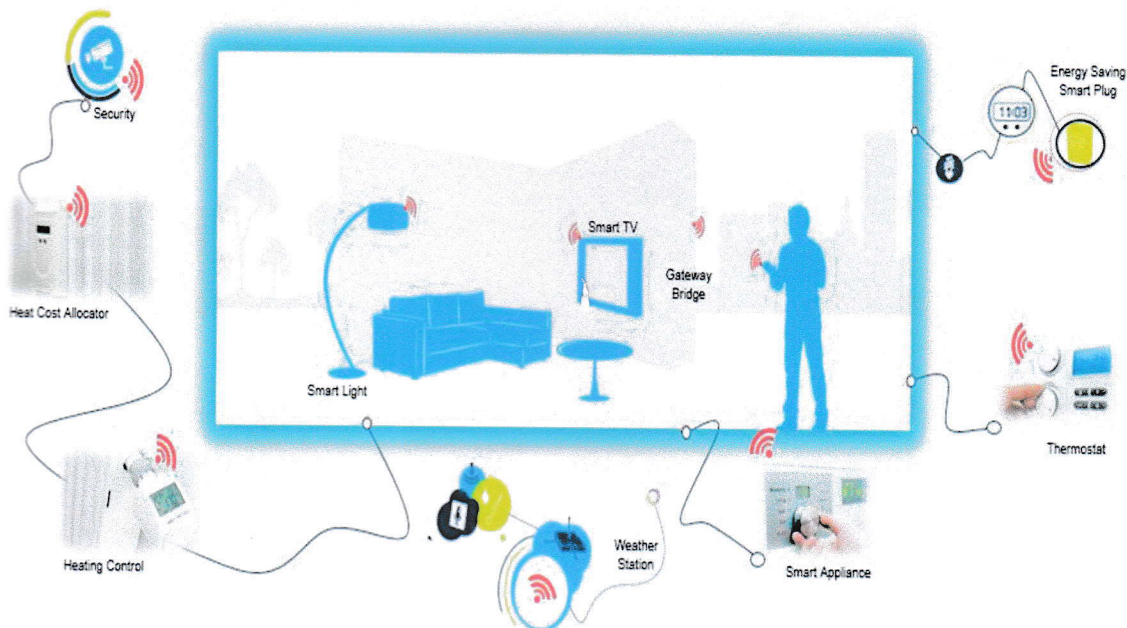 Security
Energy Saving
Smart Plug
11:03
Heat Cost Allocator
Smart TV
Gateway
Bridge
Smart Light
Thermostat
Heating Control
Weather
Station
Smart Appliance